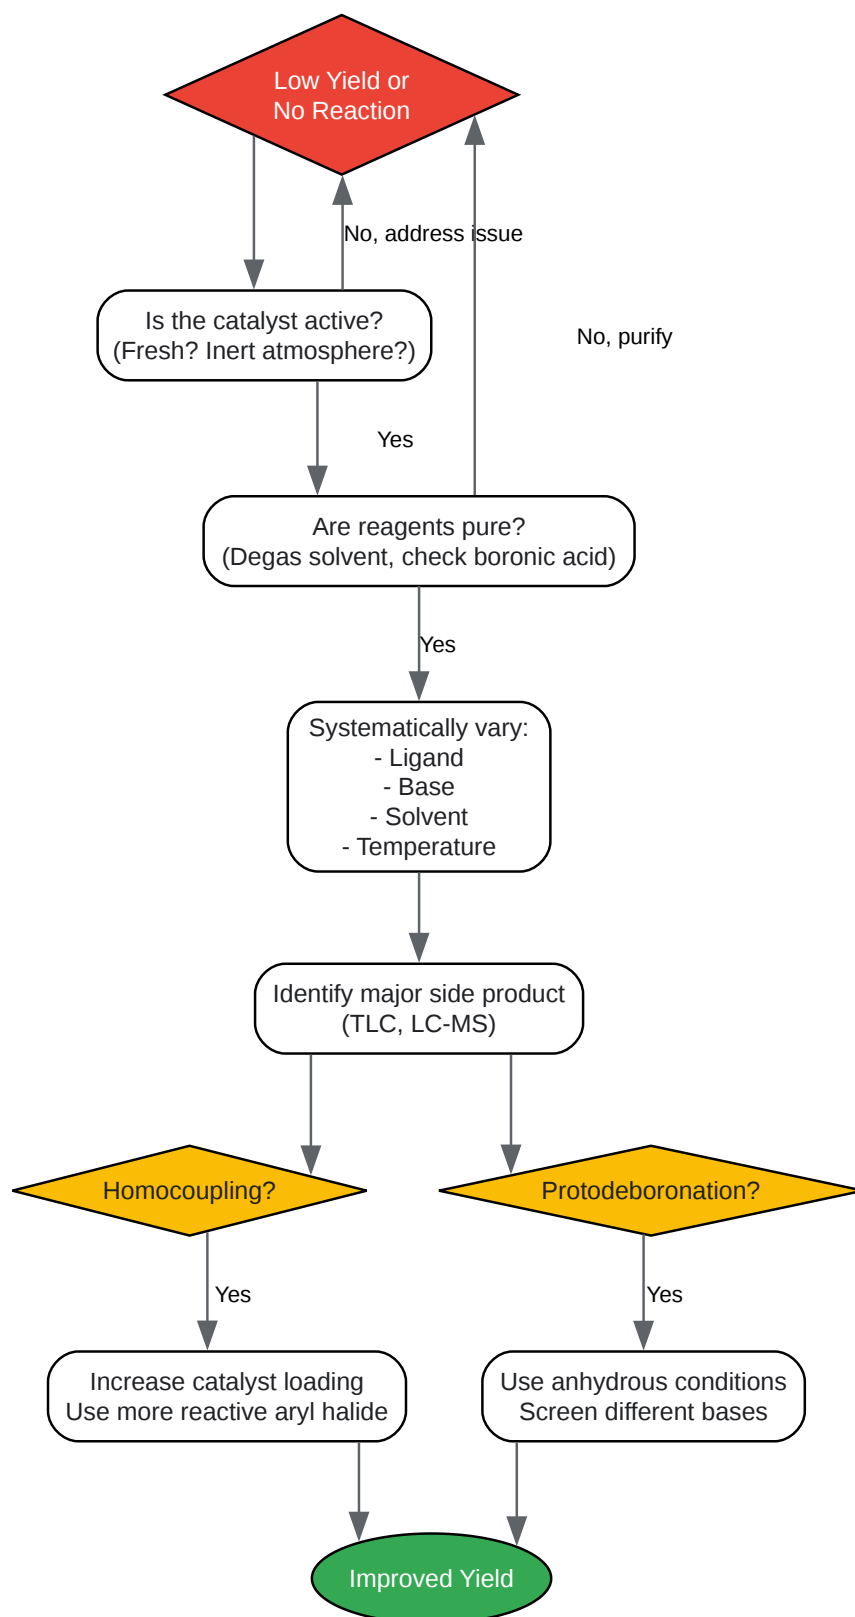 Low Yield or
No Reaction
No, address issue
Is the catalyst active?
(Fresh? Inert atmosphere?)
No, purify
Yes
Are reagents pure?
(Degas solvent, check boronic acid)
Yes
Systematically vary:
- Ligand
- Base
- Solvent
- Temperature
Identify major side product
(TLC, LC-MS)
Homocoupling?
Protodeboronation?
Yes
Yes
Increase catalyst loading
Use more reactive aryl halide
Use anhydrous conditions
Screen different bases
Improved Yield